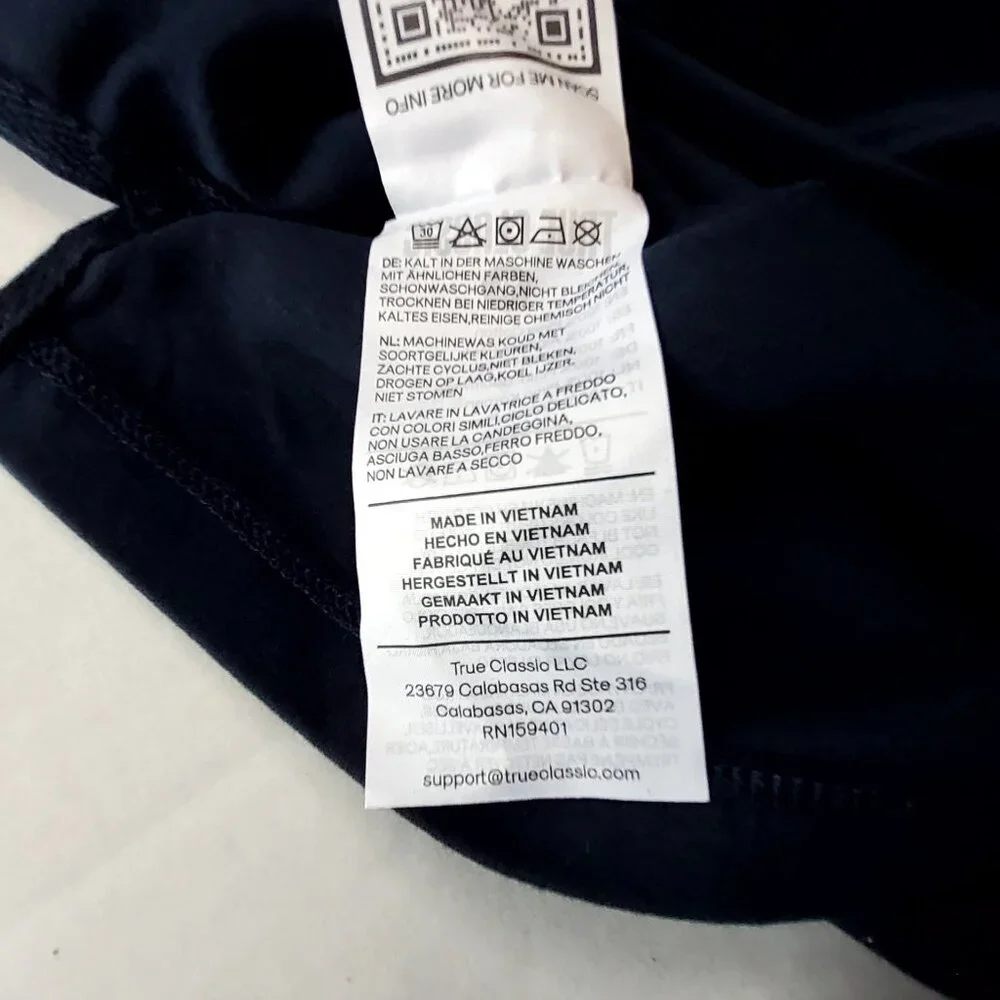 SCAN ME FOR MORE INFO
30
DE: KALT IN DER MASCHINE WASCHEN
MIT ÄHNLICHEN FARBEN,
SCHONWASCHGANG,NICHT BLEICHEN,
TROCKNEN BEI NIEDRIGER TEMPERATUR,
KALTES EISEN,REINIGE CHEMISCH NICHT
NL: MACHINEWAS KOUD MET
SOORTGELIJKE KLEUREN,
ZACHTE CYCLUS,NIET BLEKEN,
DROGEN OP LAAG,KOEL IJZER.
NIET STOMEN
IT: LAVARE IN LAVATRICE A FREDDO
CON COLORI SIMILI,CICLO DELICATO,
NON USARE LA CANDEGGINA,
ASCIUGA BASSO,FERRO FREDDO,
NON LAVARE A SECCO
MADE IN VIETNAM
HECHO EN VIETNAM
FABRIQUÉ AU VIETNAM
HERGESTELLT IN VIETNAM
GEMAAKT IN VIETNAM
PRODOTTO IN VIETNAM
True Classic LLC
23679 Calabasas Rd Ste 316
Calabasas, CA 91302
RN159401
support@trueclassic.com